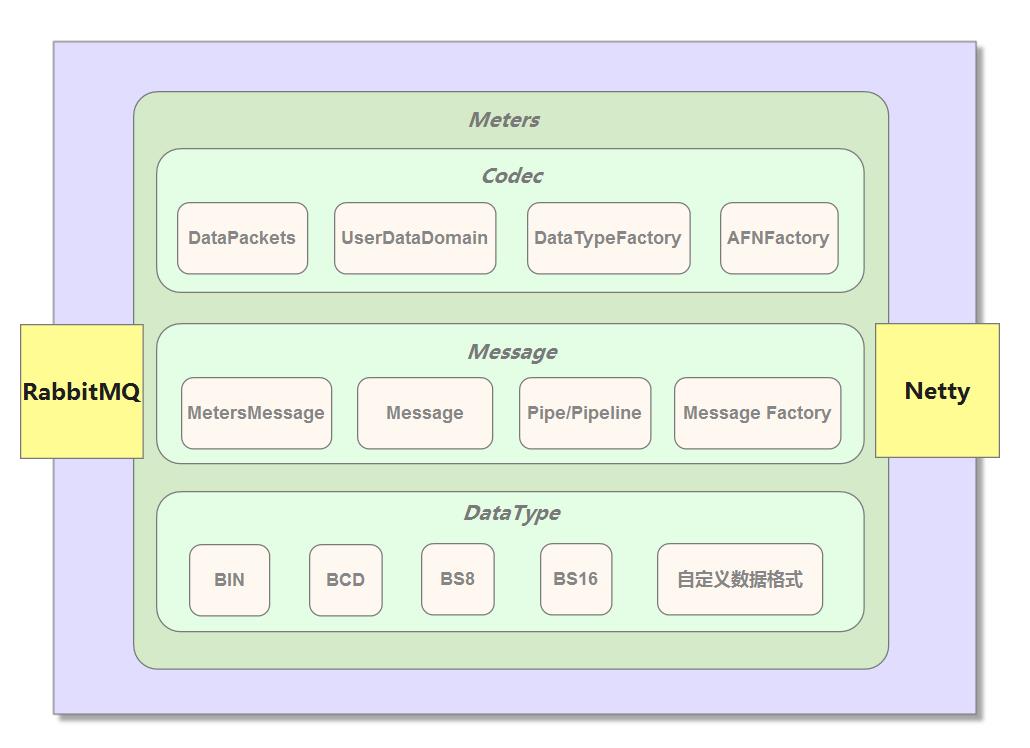 Meters
Codec
DataPackets
UserDataDomain
DataTypeFactory
AFNFactory
RabbitMQ
Message
MetersMessage
Message
Pipe/Pipeline
Message Factory
Netty
DataType
BIN
BCD
BS8
BS16
自定义数据格式